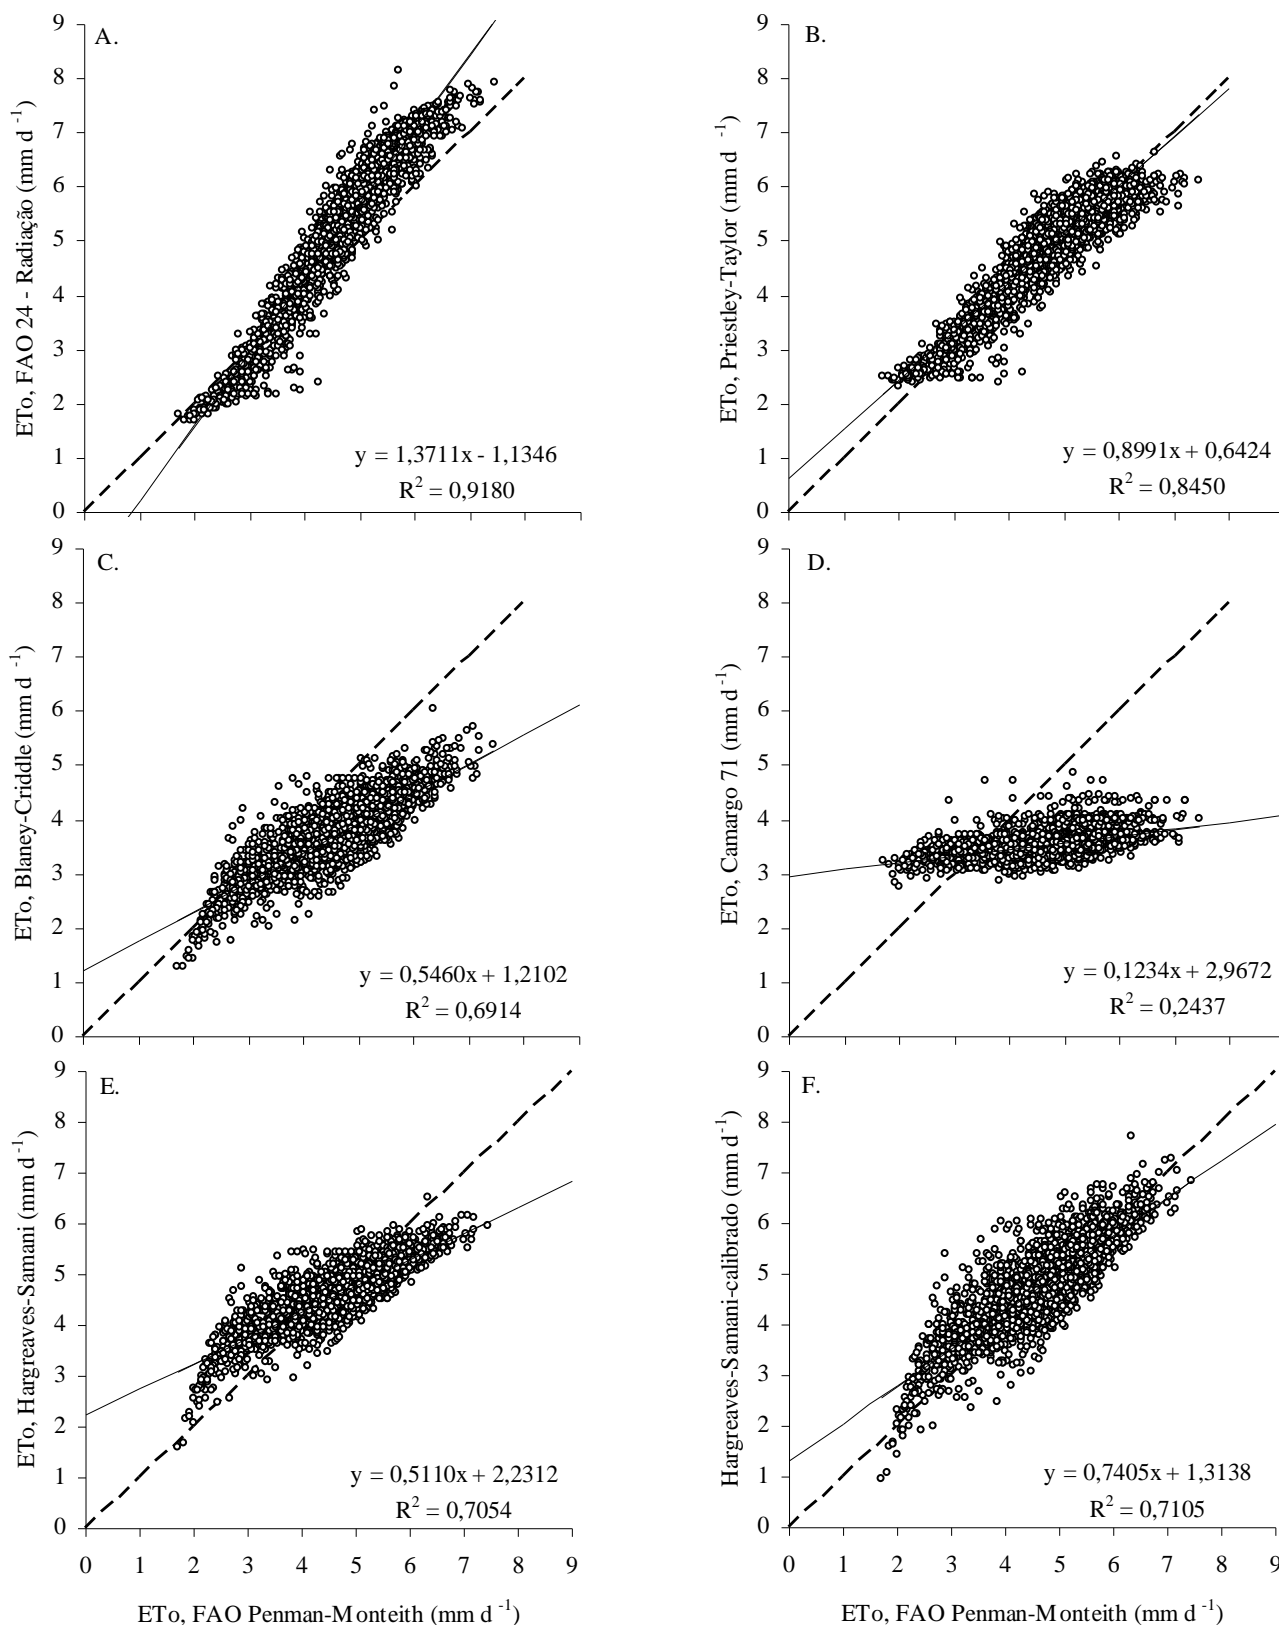 A.
ETo, FAO 24 - Radiação (mm d -1)
9
8
7
6
5
4
3
2
1
0
y = 1,3711x - 1,1346
R2 = 0,9180
B.
ETo, Priestley-Taylor (mm d -1)
9
8
7
6
5
4
3
2
1
0
y = 0,8991x + 0,6424
R2 = 0,8450
C.
ETo, Blaney-Criddle (mm d -1)
9
8
7
6
5
4
3
2
1
0
y = 0,5460x + 1,2102
R2 = 0,6914
D.
ETo, Camargo 71 (mm d -1)
9
8
7
6
5
4
3
2
1
0
y = 0,1234x + 2,9672
R2 = 0,2437
E.
ETo, Hargreaves-Samani (mm d -1)
9
8
7
6
5
4
3
2
1
0
y = 0,5110x + 2,2312
R2 = 0,7054
0 1 2 3 4 5 6 7 8 9
ETo, FAO Penman-Monteith (mm d -1)
F.
Hargreaves-Samani-calibrado (mm d -1)
9
8
7
6
5
4
3
2
1
0
y = 0,7405x + 1,3138
R2 = 0,7105
0 1 2 3 4 5 6 7 8 9
ETo, FAO Penman-Monteith (mm d -1)